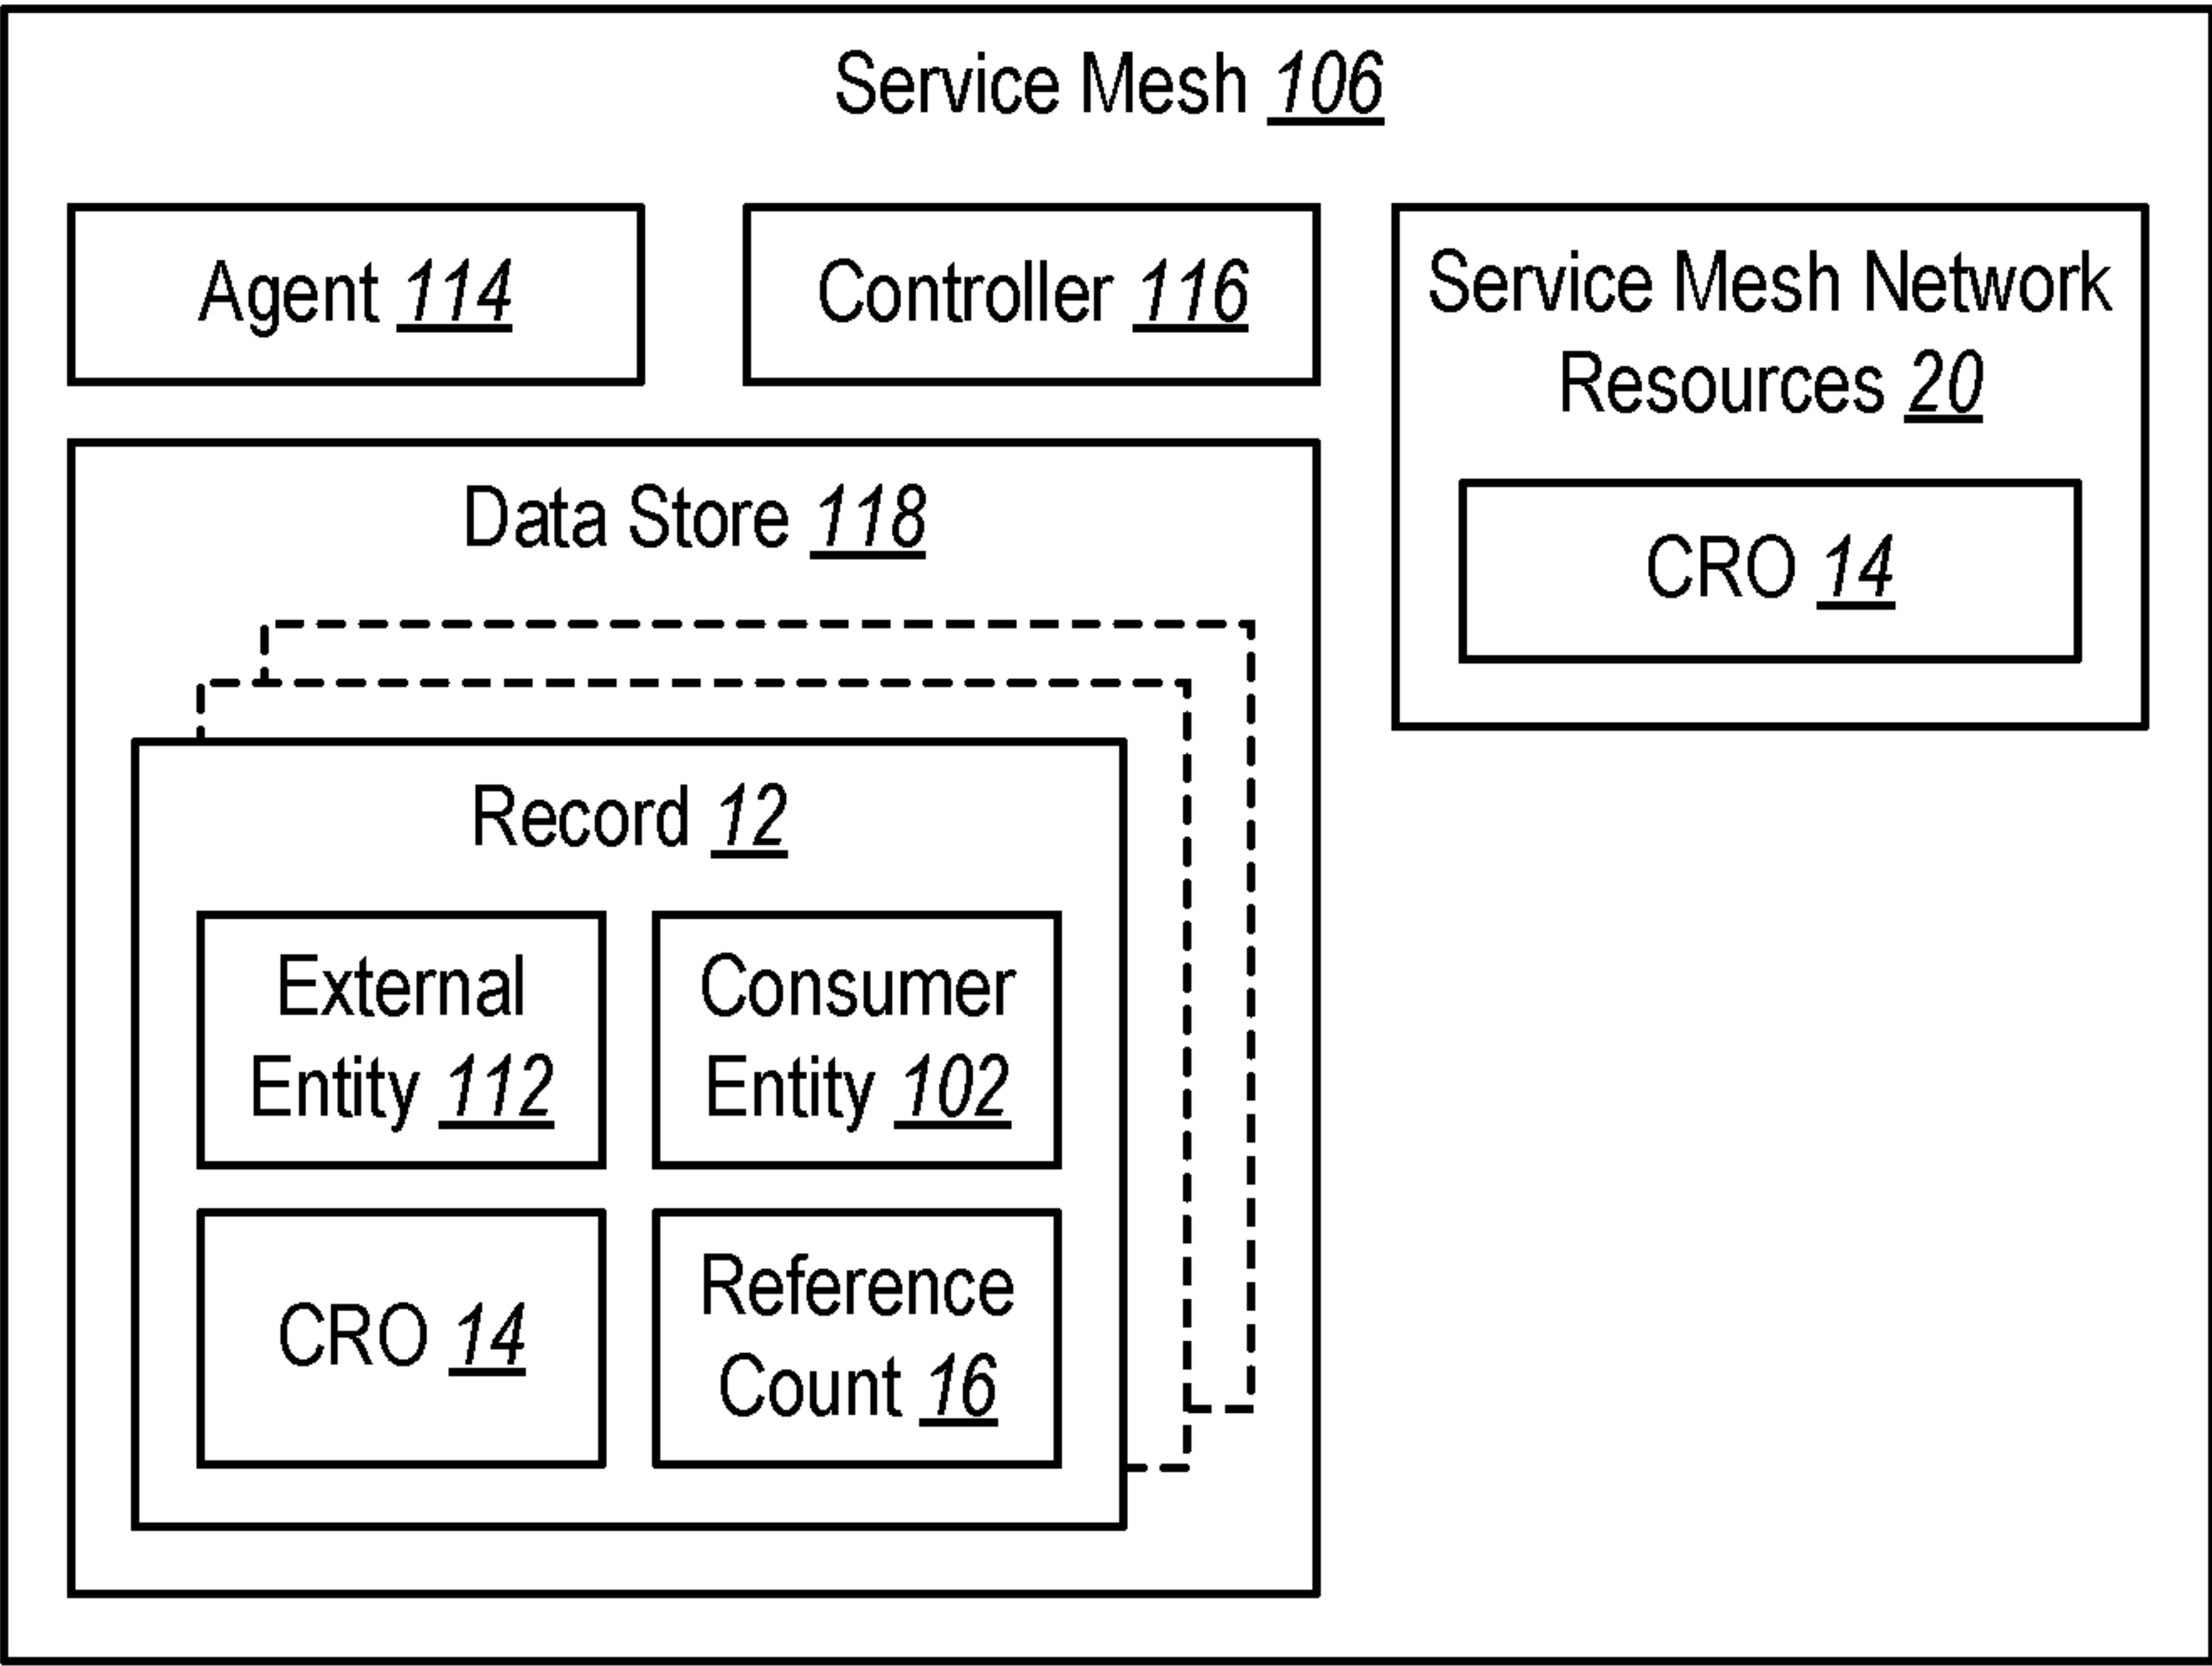 Service Mesh 106
Agent 114
Controller 116
Service Mesh Network
Resources 20
CRO 14
Data Store 118
Record 12
External
Entity 112
Consumer
Entity 102
CRO 14
Reference
Count 16